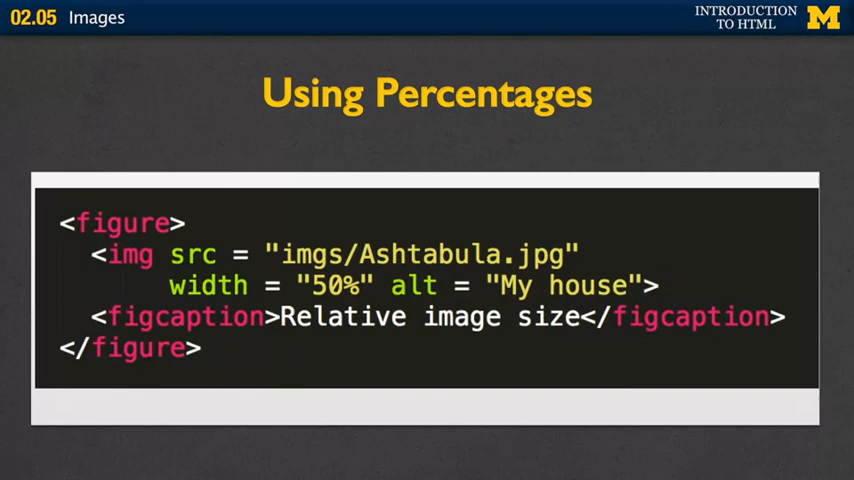 02.05 Images
INTRODUCTION
TO HTML
M
Using Percentages
<figure>
<img src = "imgs/Ashtabula.jpg"
width = "50%" alt = "My house">
<figcaption>Relative image size</figcaption>
</figure>